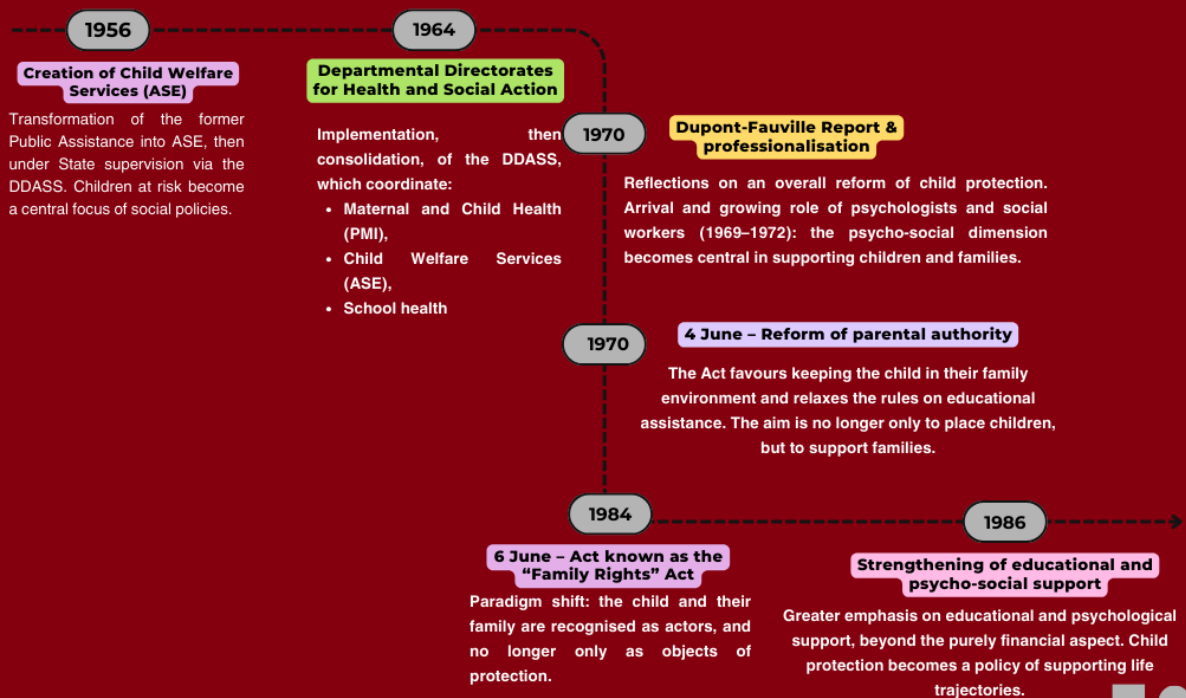 1956
Creation of Child Welfare
Services (ASE)
Transformation of the former
Public Assistance into ASE, then
under State supervision via the
DDASS. Children at risk become
a central focus of social policies.
1964
Departmental Directorates
for Health and Social Action
Implementation, then
consolidation, of the DDASS,
which coordinate:
• Maternal and Child Health
(PMI),
• Child Welfare Services
(ASE),
• School health
1970
Dupont-Fauville Report &
professionalisation
Reflections on an overall reform of child protection.
Arrival and growing role of psychologists and social
workers (1969–1972): the psycho-social dimension
becomes central in supporting children and families.
1970
4 June – Reform of parental authority
The Act favours keeping the child in their family
environment and relaxes the rules on educational
assistance. The aim is no longer only to place children,
but to support families.
1984
6 June – Act known as the
“Family Rights” Act
Paradigm shift: the child and their
family are recognised as actors, and
no longer only as objects of
protection.
1986
Strengthening of educational and
psycho-social support
Greater emphasis on educational and psychological
support, beyond the purely financial aspect. Child
protection becomes a policy of supporting life
trajectories.